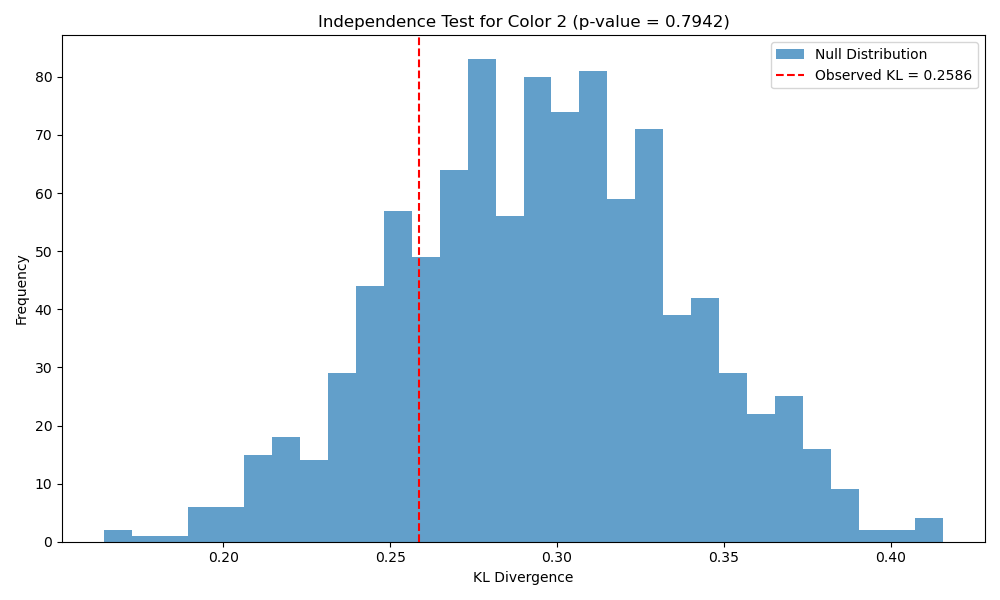 Independence Test for Color 2 (p-value = 0.7942)
Null Distribution
Observed KL = 0.2586
Frequency
80
70
60
50
40
30
20
10
0
0.20
0.25
0.30
0.35
0.40
KL Divergence